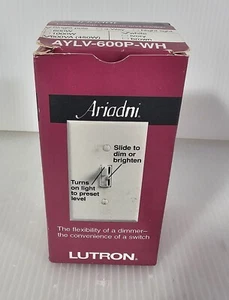 AYLV-600P-WH
Ariadni.
Slide to
dim or
brighten
Turns
on light
to preset
level
The flexibility of a dimmer–
the convenience of a switch
LUTRON.